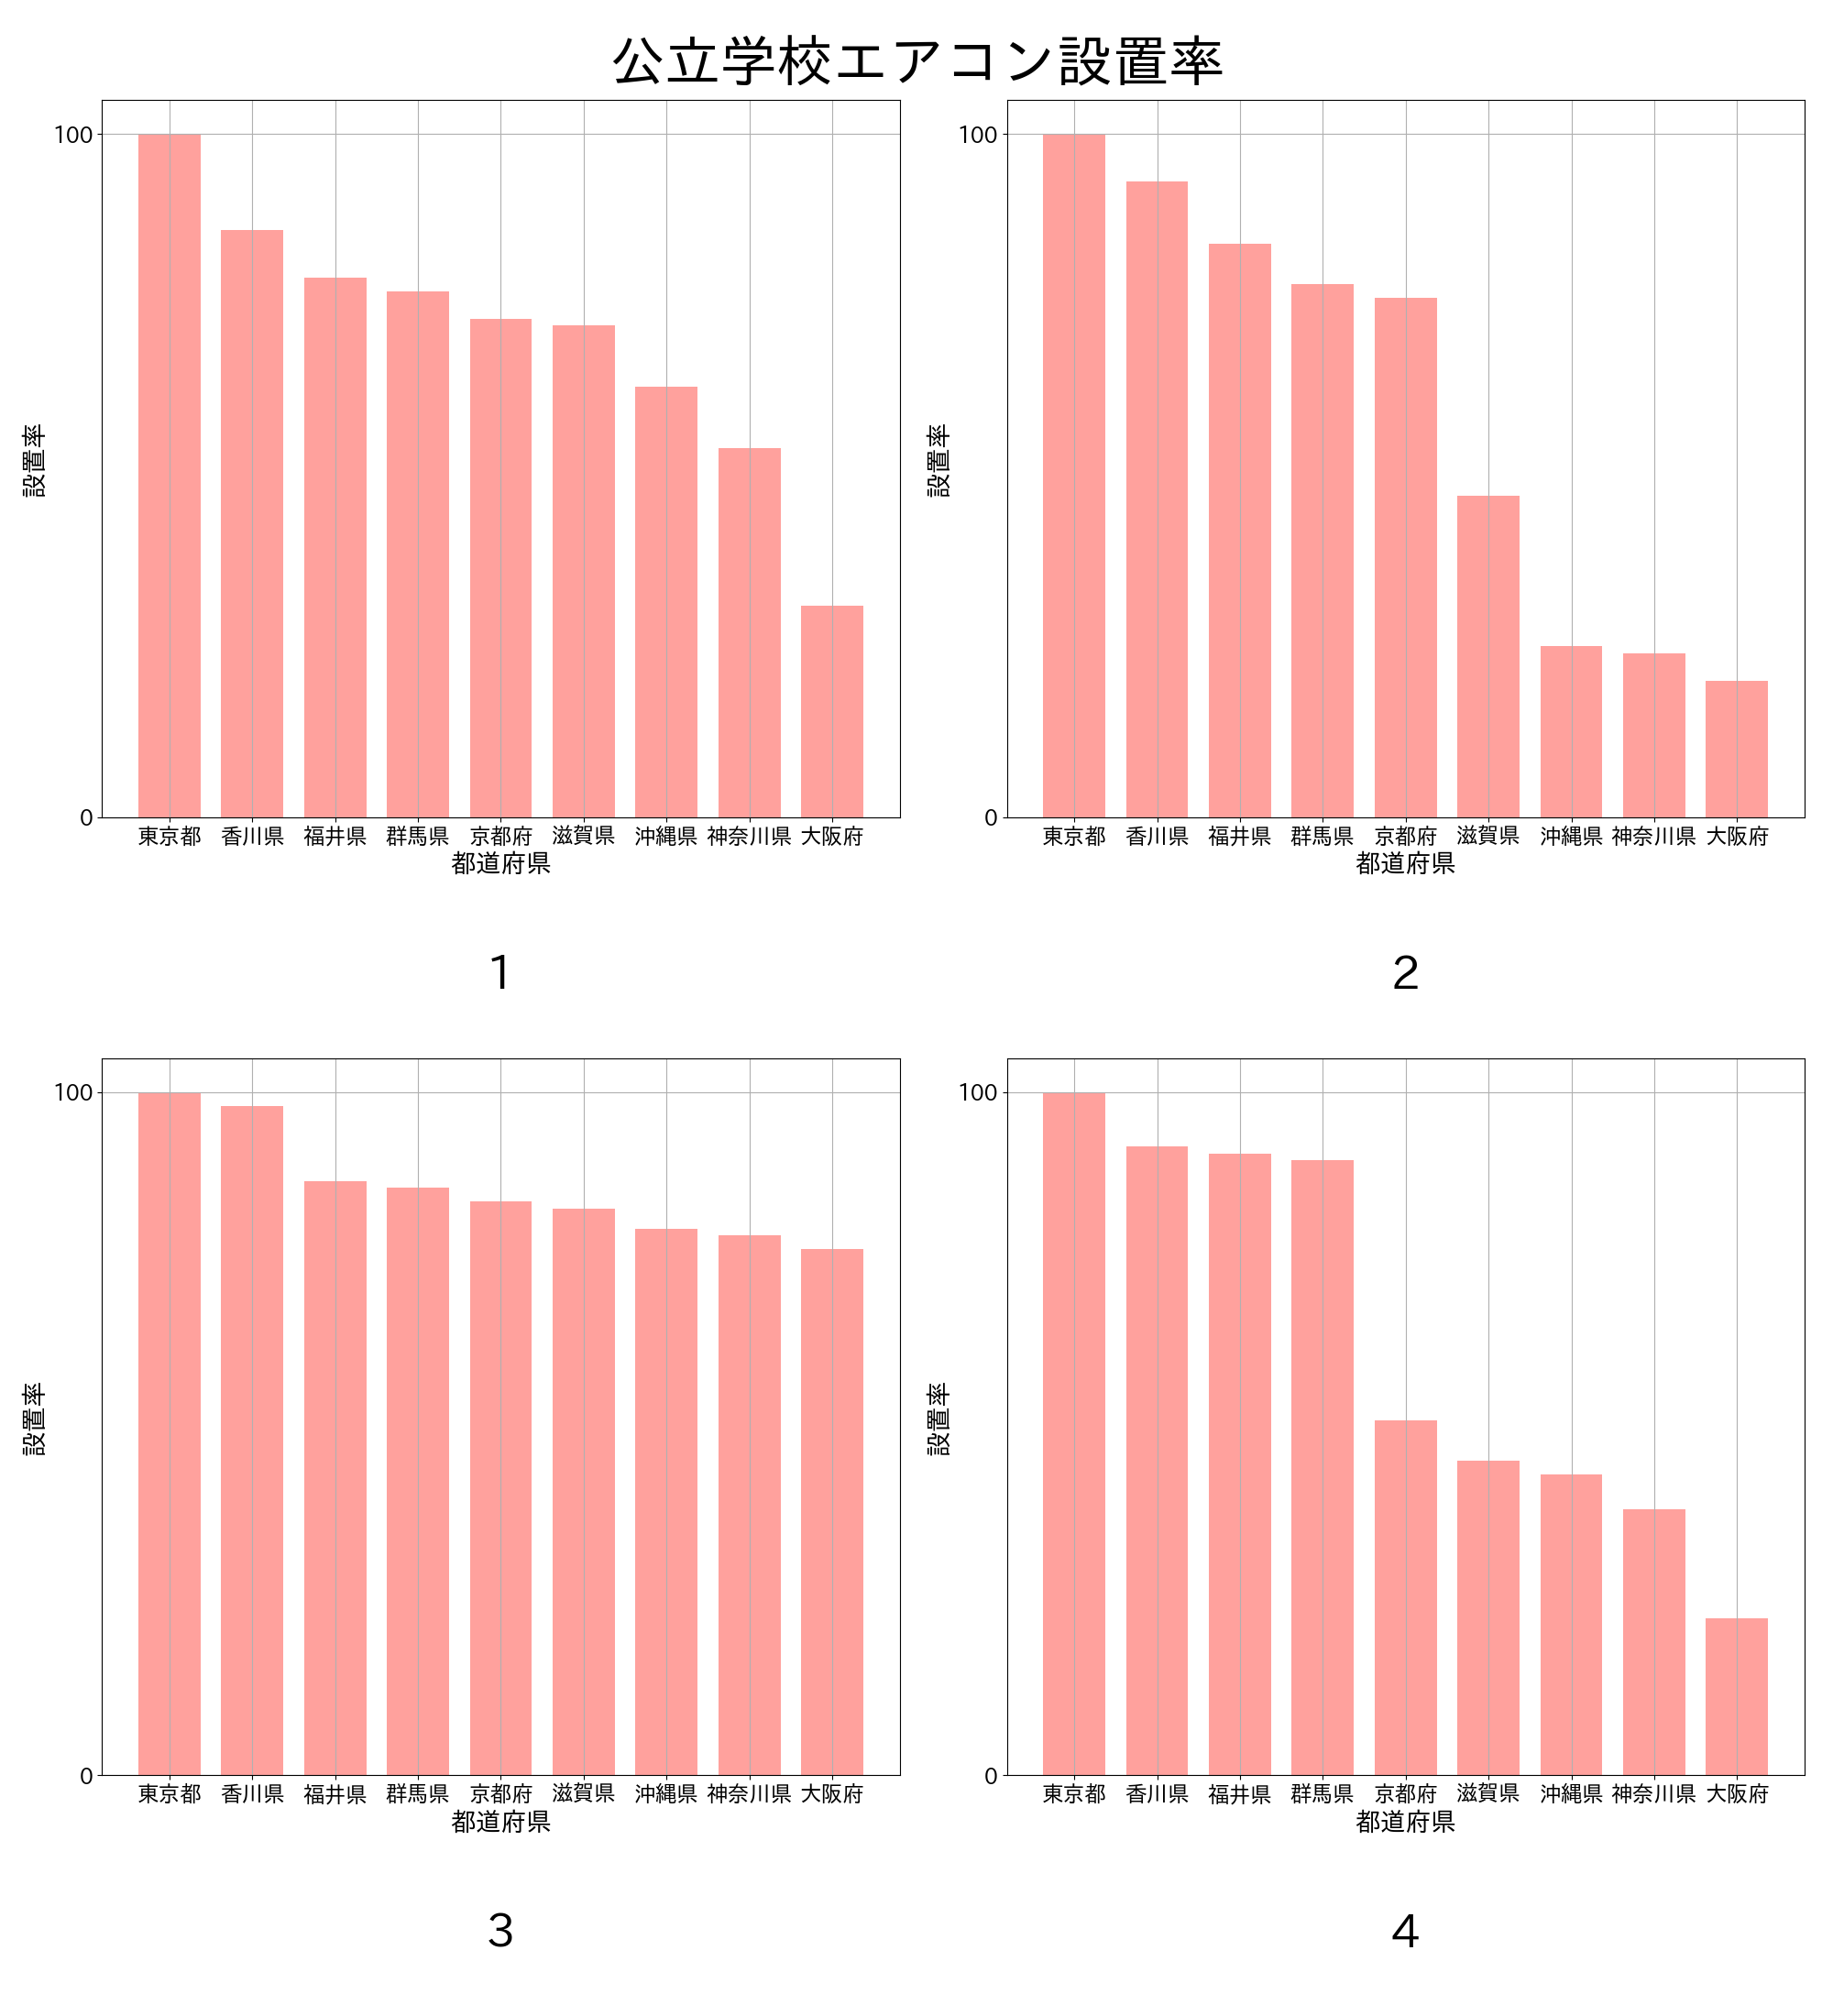 公立学校エアコン設置率
100
0
設置率
東京都 香川県 福井県 群馬県 京都府 滋賀県 沖縄県 神奈川県 大阪府
都道府県
1
100
0
設置率
東京都 香川県 福井県 群馬県 京都府 滋賀県 沖縄県 神奈川県 大阪府
都道府県
2
100
0
設置率
東京都 香川県 福井県 群馬県 京都府 滋賀県 沖縄県 神奈川県 大阪府
都道府県
3
100
0
設置率
東京都 香川県 福井県 群馬県 京都府 滋賀県 沖縄県 神奈川県 大阪府
都道府県
4